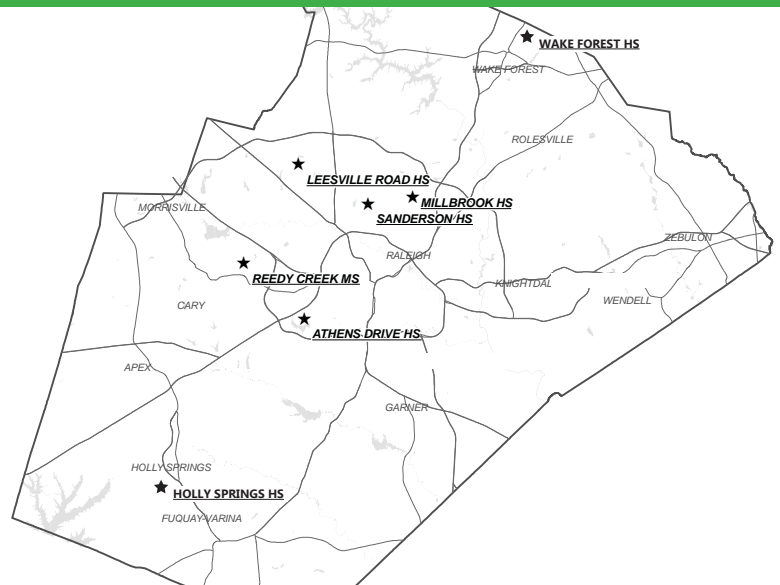 WAKE FOREST HS
WAKE FOREST
ROLESVILLE
LEESVILLE ROAD HS
MILLBROOK HS
SANDERSON HS
MORRISVILLE
ZEBULON
RALEIGH
REEDY CREEK MS
KNIGHTDAL
WENDELL
CARY
ATHENS DRIVE HS
APEX
GARNER
HOLLY SPRINGS
HOLLY SPRINGS HS
FUQUAY-VARINA